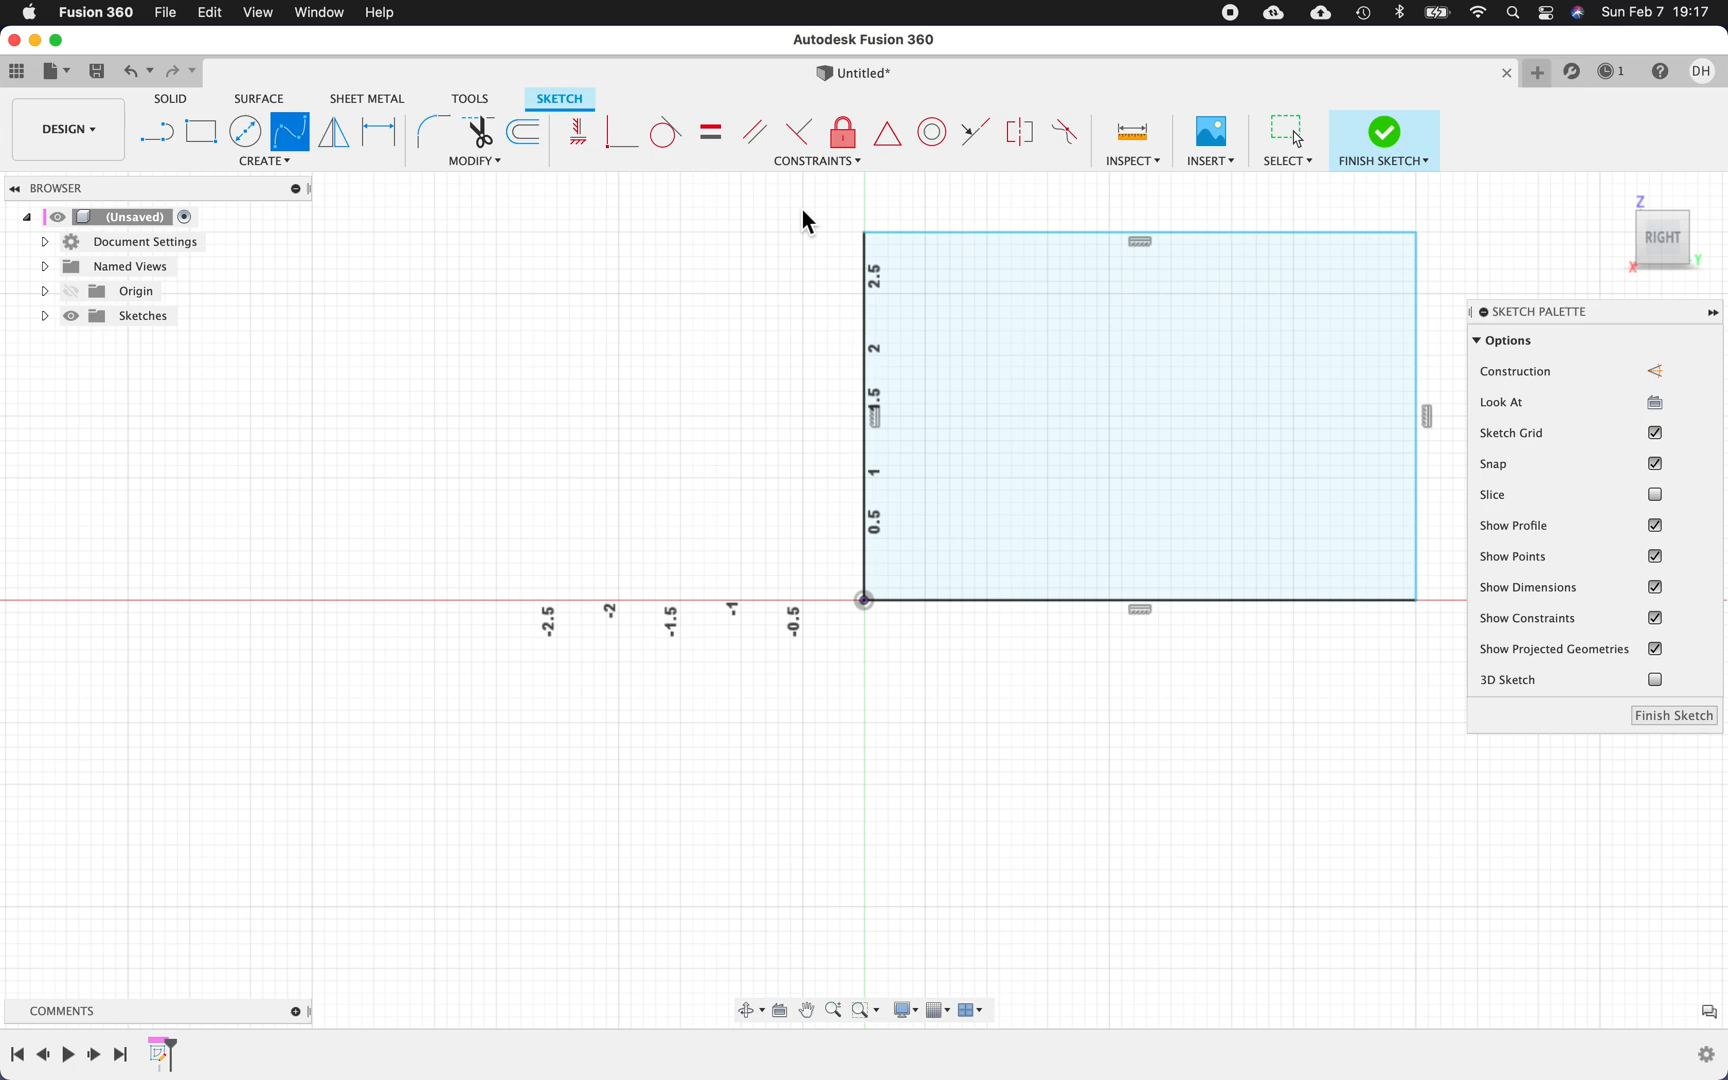 Fusion 360 File Edit View Window Help Sun Feb 7 19:17
Autodesk Fusion 360
Untitled* 1 DH
SOLID SURFACE SHEET METAL TOOLS SKETCH
DESIGN
CREATE MODIFY CONSTRAINTS INSPECT INSERT SELECT FINISH SKETCH
BROWSER
(Unsaved)
Document Settings
Named Views
Origin
Sketches
Z
RIGHT
X Y
2.5
2
1.5
1
0.5
-2.5 -2 -1.5 -1 -0.5
SKETCH PALETTE
Options
Construction
Look At
Sketch Grid
Snap
Slice
Show Profile
Show Points
Show Dimensions
Show Constraints
Show Projected Geometries
3D Sketch
Finish Sketch
COMMENTS